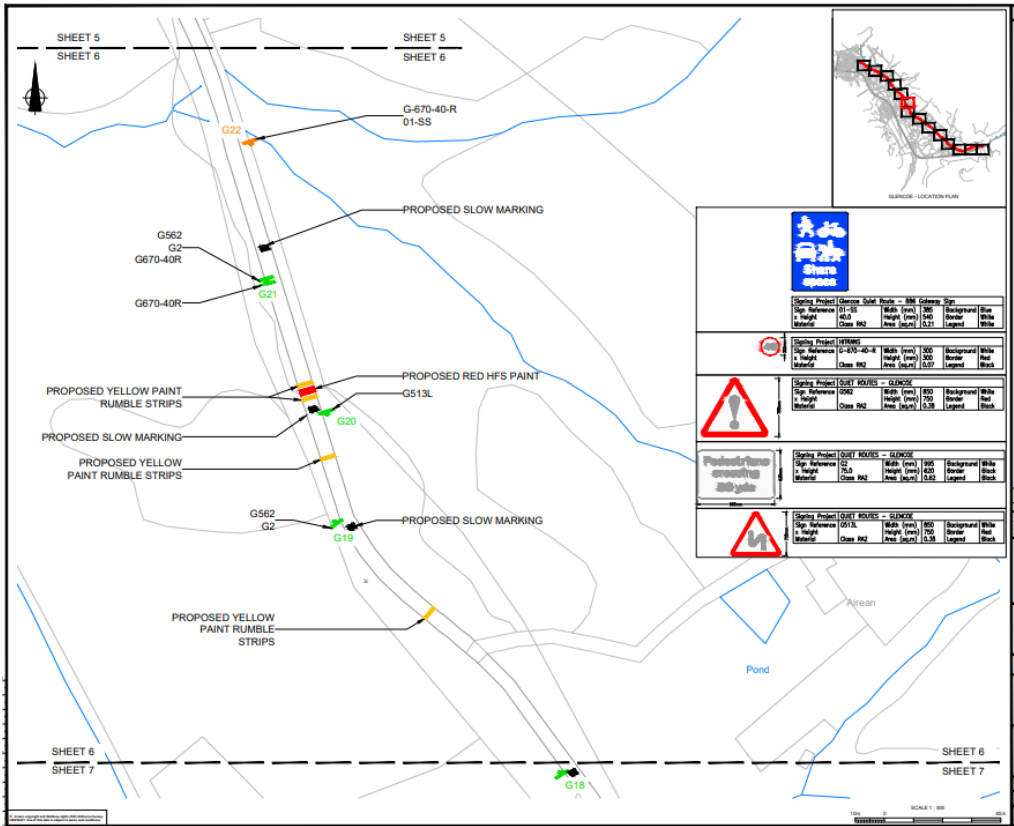 SHEET 5
SHEET 6
SHEET 5
SHEET 6
G22
G-670-40-R
01-SS
GLENCOE - LOCATION PLAN
PROPOSED SLOW MARKING
G562
G2
G670-40R
G670-40R
G21
PROPOSED YELLOW PAINT
RUMBLE STRIPS
PROPOSED RED HFS PAINT
G513L
G20
PROPOSED SLOW MARKING
PROPOSED YELLOW
PAINT RUMBLE STRIPS
G562
G2
G19
PROPOSED SLOW MARKING
PROPOSED YELLOW
PAINT RUMBLE
STRIPS
Share
space
Signing Project Glencoe Quiet Route - Gateway Sign
Sign Reference 01-SS Width (mm) 385 Background Blue
x Height 40.0 Height (mm) 540 Border White
Material Class RA2 Area (sq.m) 0.21 Legend White
Signing Project HITRANS
Sign Reference G-670-40-R Width (mm) 300 Background White
x Height Height (mm) 300 Border Red
Material Class RA2 Area (sq.m) 0.07 Legend Black
Signing Project QUIET ROUTES - GLENCOE
Sign Reference G562 Width (mm) 850 Background White
x Height Height (mm) 750 Border Red
Material Class RA2 Area (sq.m) 0.38 Legend Black
Pedestrians
crossing
yds
Signing Project QUIET ROUTES - GLENCOE
Sign Reference G2 Width (mm) 995 Background White
x Height 75.0 Height (mm) 620 Border Black
Material Class RA2 Area (sq.m) 0.62 Legend Black
Signing Project QUIET ROUTES - GLENCOE
Sign Reference G513L Width (mm) 850 Background White
x Height Height (mm) 750 Border Red
Material Class RA2 Area (sq.m) 0.38 Legend Black
Airean
Pond
SHEET 6
SHEET 7
SHEET 6
SHEET 7
G18
SCALE 1 : 500
10m 0 40m